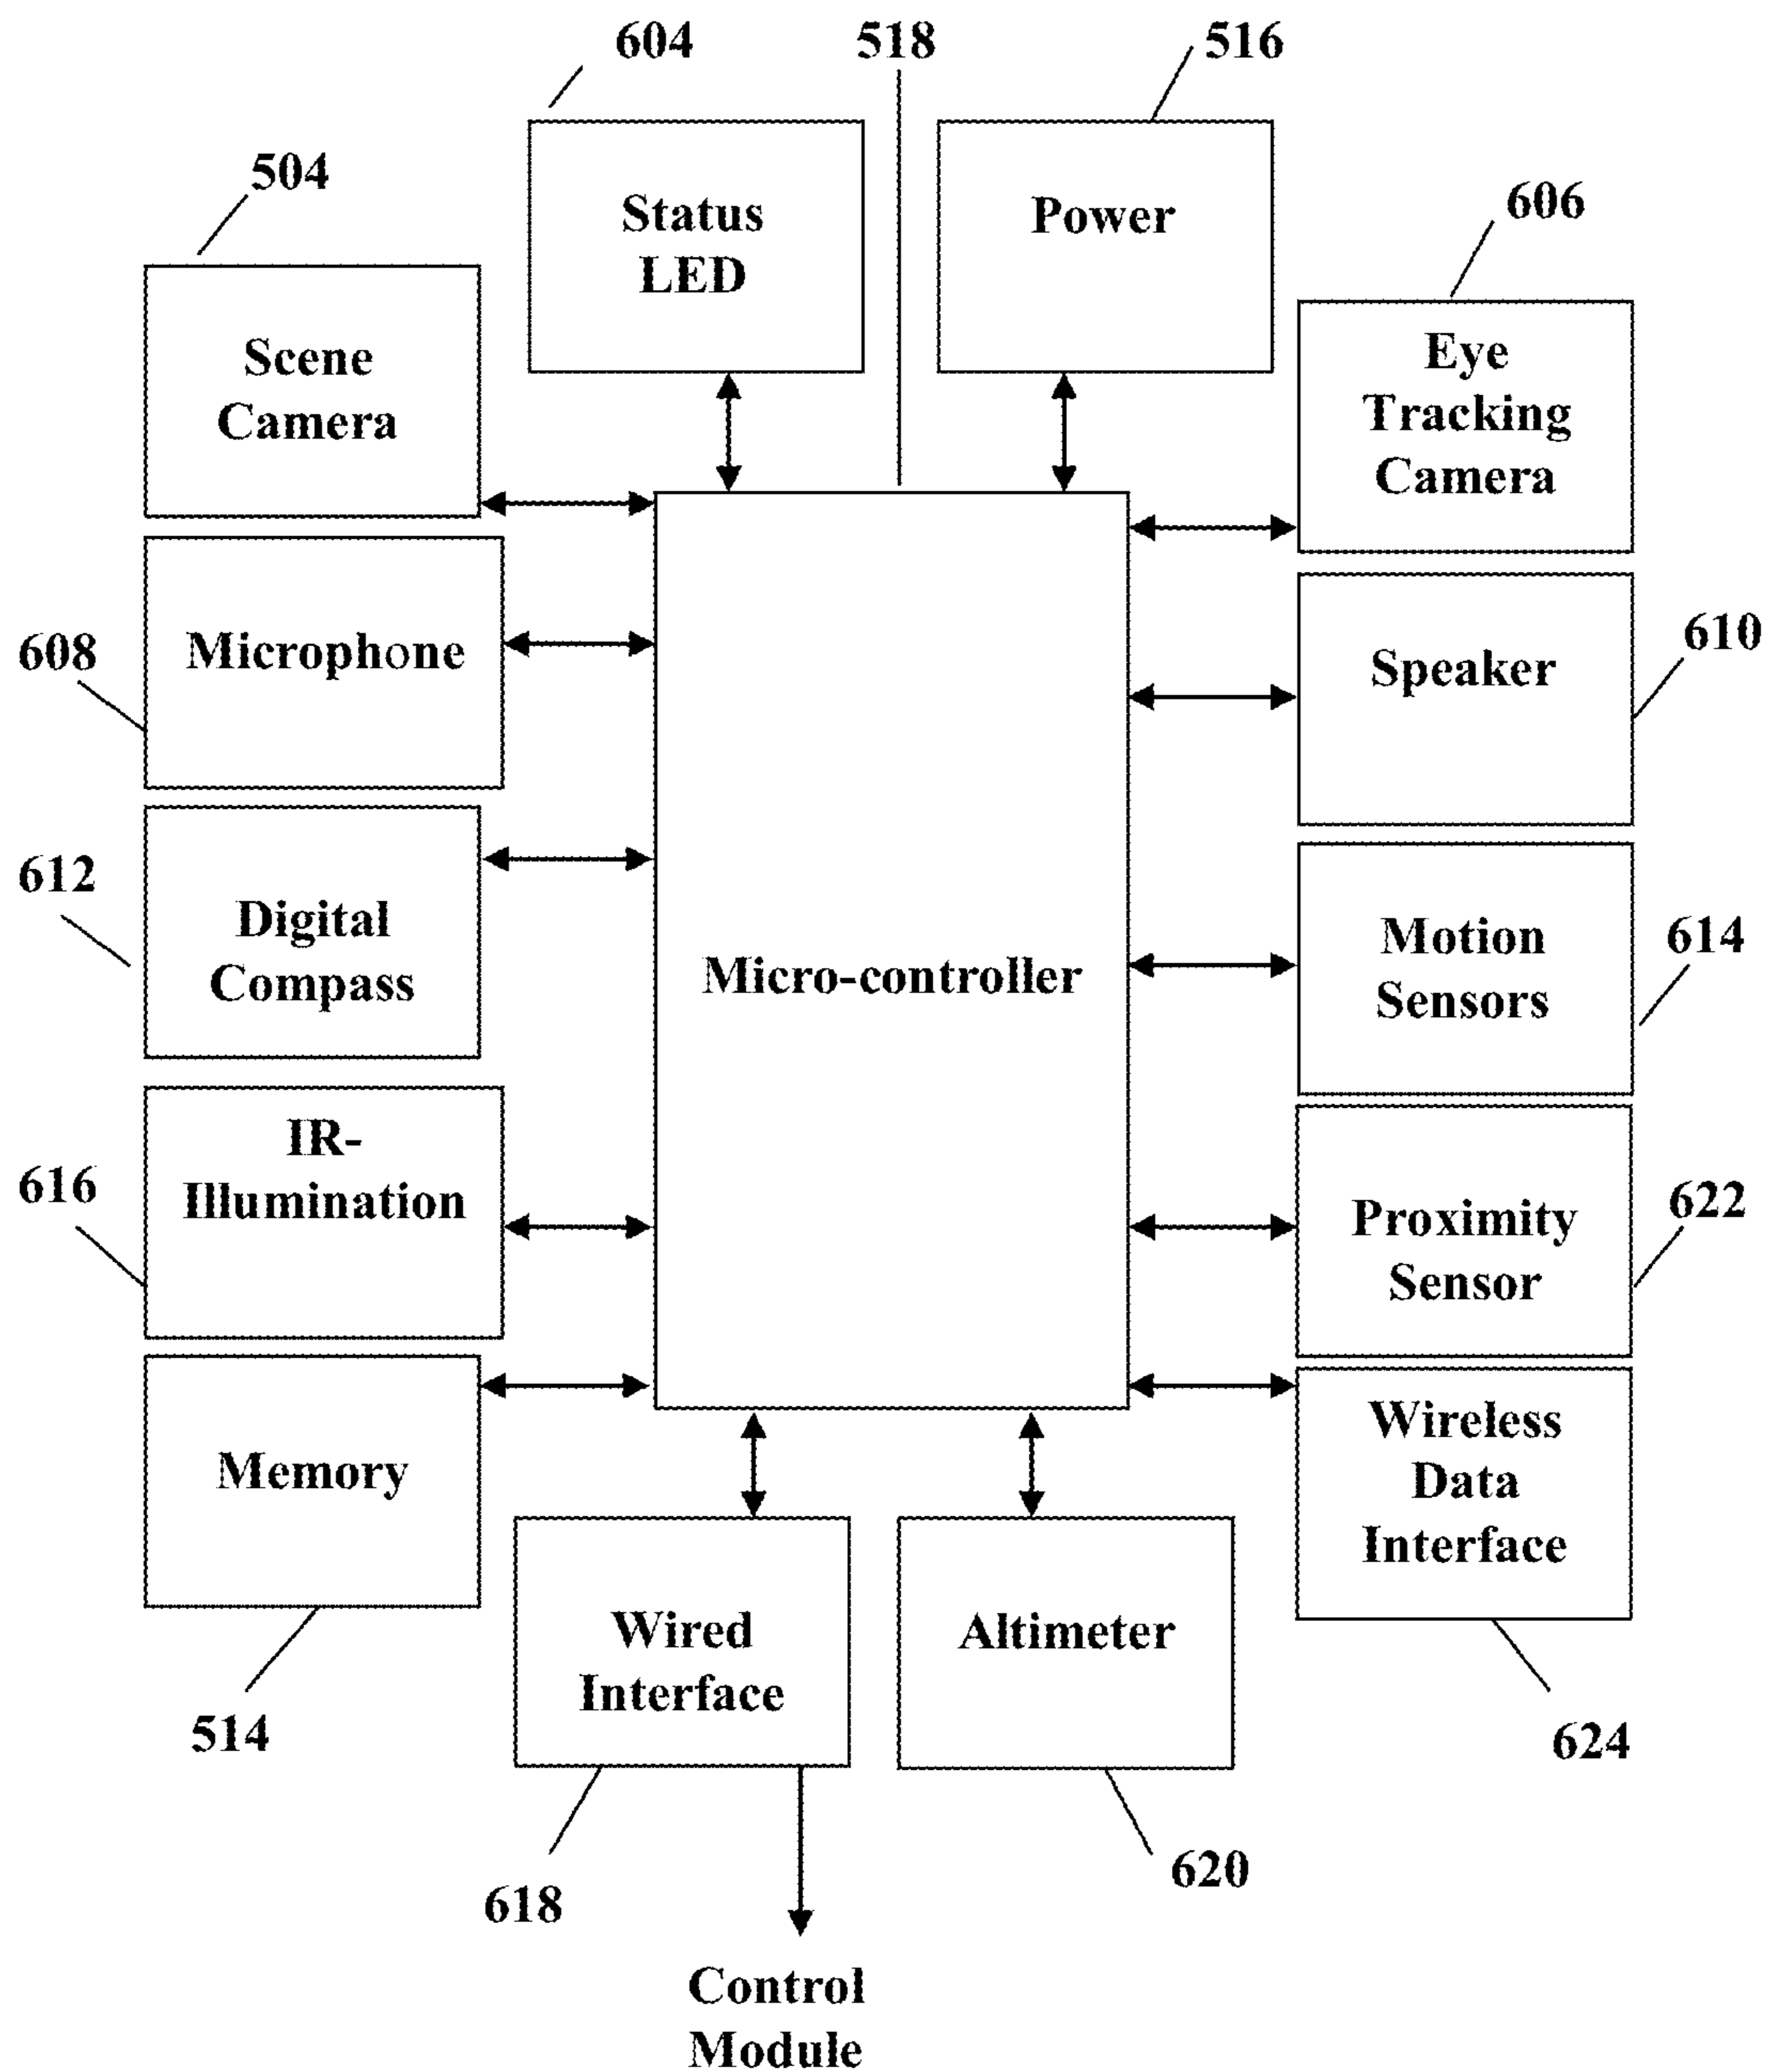 604
518
516
504
606
Status
LED
Power
Scene
Camera
Eye
Tracking
Camera
608
Microphone
Speaker
610
612
Digital
Compass
Micro-controller
Motion
Sensors
614
616
IR-
Illumination
Proximity
Sensor
622
Memory
Wireless
Data
Interface
Wired
Interface
Altimeter
514
624
618
620
Control
Module